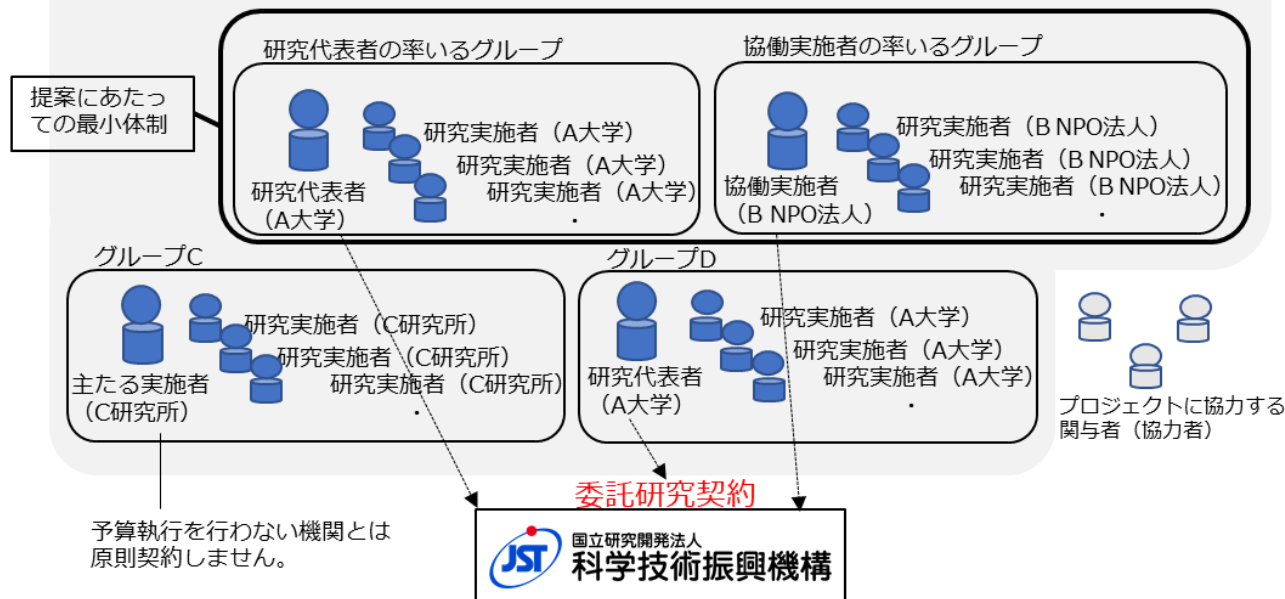 研究代表者の率いるグループ
協働実施者の率いるグループ
提案にあたっ
ての最小体制
研究実施者（A大学）
研究実施者（A大学）
研究実施者（A大学）
・
研究代表者
（A大学）
研究実施者（B NPO法人）
研究実施者（B NPO法人）
研究実施者（B NPO法人）
・
協働実施者
（B NPO法人）
グループC
研究実施者（C研究所）
研究実施者（C研究所）
研究実施者（C研究所）
・
主たる実施者
（C研究所）
グループD
研究実施者（A大学）
研究実施者（A大学）
研究実施者（A大学）
・
研究代表者
（A大学）
プロジェクトに協力する
関与者（協力者）
委託研究契約
予算執行を行わない機関とは
原則契約しません。
JST
国立研究開発法人
科学技術振興機構